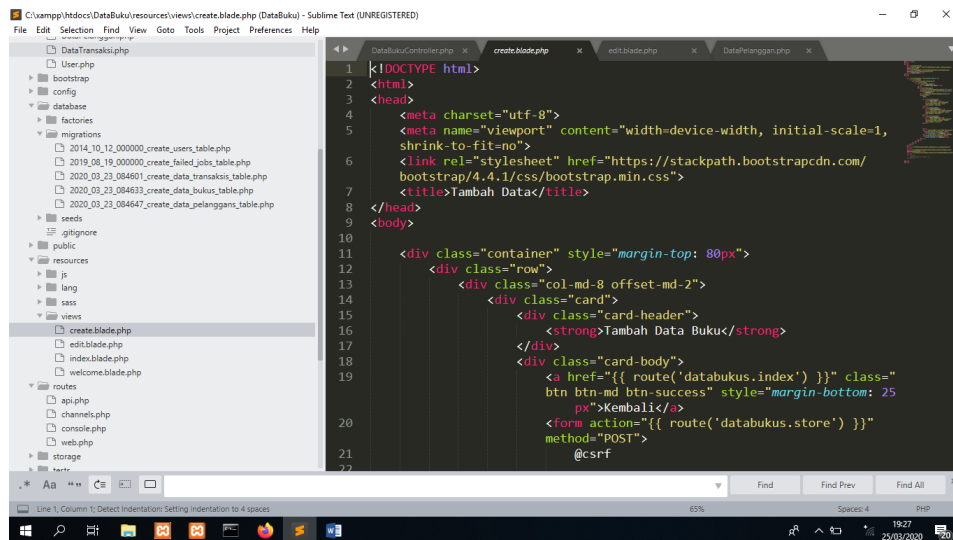 C:\xampp\htdocs\DataBuku\resources\views\create.blade.php (DataBuku) - Sublime Text (UNREGISTERED)
File Edit Selection Find View Goto Tools Project Preferences Help
DataTransaksi.php
User.php
bootstrap
config
database
factories
migrations
2014_10_12_000000_create_users_table.php
2019_08_19_000000_create_failed_jobs_table.php
2020_03_23_084601_create_data_transaksis_table.php
2020_03_23_084633_create_data_bukus_table.php
2020_03_23_084647_create_data_pelanggans_table.php
seeds
.gitignore
public
resources
js
lang
sass
views
create.blade.php
edit.blade.php
index.blade.php
welcome.blade.php
routes
api.php
channels.php
console.php
web.php
storage
tests
DataBukuController.php × create.blade.php × edit.blade.php × DataPelanggan.php ×
1 <!DOCTYPE html>
2 <html>
3 <head>
4 <meta charset="utf-8">
5 <meta name="viewport" content="width=device-width, initial-scale=1,
shrink-to-fit=no">
6 <link rel="stylesheet" href="https://stackpath.bootstrapcdn.com/
bootstrap/4.4.1/css/bootstrap.min.css">
7 <title>Tambah Data</title>
8 </head>
9 <body>
10
11 <div class="container" style="margin-top: 80px">
12 <div class="row">
13 <div class="col-md-8 offset-md-2">
14 <div class="card">
15 <div class="card-header">
16 <strong>Tambah Data Buku</strong>
17 </div>
18 <div class="card-body">
19 <a href="{{ route('databukus.index') }}" class="
btn btn-md btn-success" style="margin-bottom: 25
px">Kembali</a>
20 <form action="{{ route('databukus.store') }}"
method="POST">
21 @csrf
22
.* Aa "" Find Find Prev Find All
Line 1, Column 1; Detect Indentation: Setting indentation to 4 spaces 65% Spaces: 4 PHP
19:27
25/03/2020
20